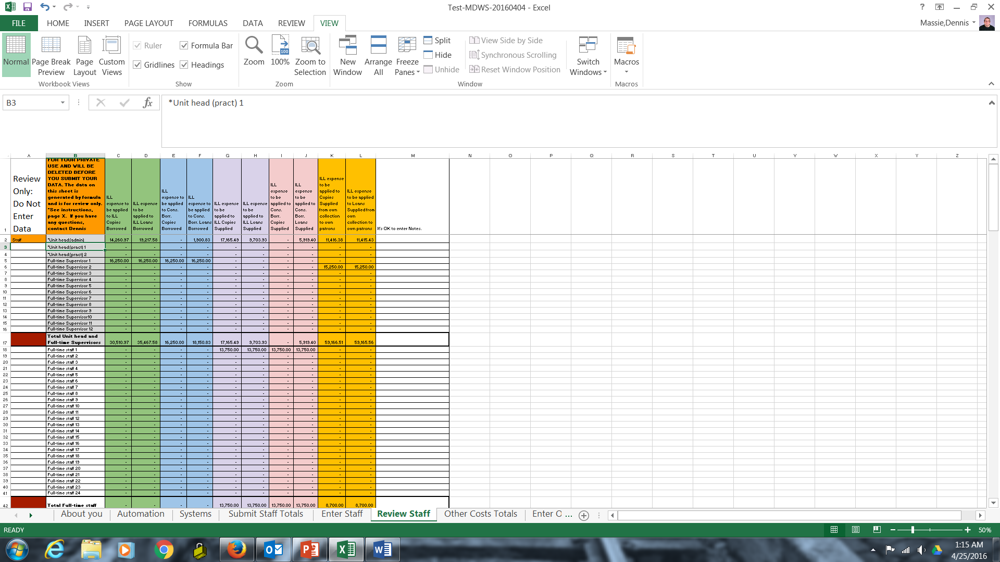 Test-MDWS-20160404 - Excel
FILE HOME INSERT PAGE LAYOUT FORMULAS DATA REVIEW VIEW
Massie,Dennis
Normal
Page Break Preview
Page Layout
Custom Views
Workbook Views
Ruler
Formula Bar
Gridlines
Headings
Show
Zoom
100%
100
Zoom to Selection
Zoom
New Window
Arrange All
Freeze Panes
Split
Hide
Unhide
View Side by Side
Synchronous Scrolling
Reset Window Position
Window
Switch Windows
Macros
Macros
B3
fx
*Unit head (pract) 1
A B C D E F G H I J K L M N O P Q R S T U V W X Y Z
1
Review Only: Do Not Enter Data
FOR YOUR PRIVATE USE AND WILL BE DELETED BEFORE YOU SUBMIT YOUR DATA. The data on this sheet is generated by formula and is for review only. *See instructions, page X. If you have any questions, contact Dennis
ILL expense to be applied to ILL Copies Borrowed
ILL expense to be applied to ILL Loans Borrowed
ILL expense to be applied to Cons. Borr. Copies Borrowed
ILL expense to be applied to Cons. Borr. Loans Borrowed
ILL expense to be applied to ILL Copies Supplied
ILL expense to be applied to ILL Loans Supplied
ILL expense to be applied to Cons. Borr. Copies Supplied
ILL expense to be applied to Cons. Borr. Loans Supplied
ILL expense to be applied to Copies Supplied from own collection to own patrons
ILL expense to be applied to Loans Supplied from own collection to own patrons
It's OK to enter Notes.
2 Staff *Unit head (admin) 14,260.97 19,217.58 - 1,900.83 17,165.49 9,703.93 - 5,919.40 11,416.38 11,415.43
3 *Unit head (pract) 1 - - - - - - - - - -
4 *Unit head (pract) 2 - - - - - - - - - -
5 Full-time Supervisor 1 16,250.00 16,250.00 16,250.00 16,250.00 - - - - - -
6 Full-time Supervisor 2 - - - - - - - - 15,250.00 15,250.00
7 Full-time Supervisor 3 - - - - - - - - - -
8 Full-time Supervisor 4 - - - - - - - - - -
9 Full-time Supervisor 5 - - - - - - - - - -
10 Full-time Supervisor 6 - - - - - - - - - -
11 Full-time Supervisor 7 - - - - - - - - - -
12 Full-time Supervisor 8 - - - - - - - - - -
13 Full-time Supervisor 9 - - - - - - - - - -
14 Full-time Supervisor10 - - - - - - - - - -
15 Full-time Supervisor 11 - - - - - - - - - -
16 Full-time Supervisor 12 - - - - - - - - - -
17 Total Unit head and Full-time Supervisors 30,510.97 35,467.58 16,250.00 18,150.83 17,165.49 9,703.93 - 5,919.40 59,166.51 59,165.56
18 Full-time staff 1 - - - - 13,750.00 13,750.00 13,750.00 13,750.00 - -
19 Full-time staff 2 - - - - - - - - - -
20 Full-time staff 3 - - - - - - - - - -
21 Full-time staff 4 - - - - - - - - - -
22 Full-time staff 5 - - - - - - - - - -
23 Full-time staff 6 - - - - - - - - - -
24 Full-time staff 7 - - - - - - - - - -
25 Full-time staff 8 - - - - - - - - - -
26 Full-time staff 9 - - - - - - - - - -
27 Full-time staff 10 - - - - - - - - - -
28 Full-time staff 11 - - - - - - - - - -
29 Full-time staff 12 - - - - - - - - - -
30 Full-time staff 13 - - - - - - - - - -
31 Full-time staff 14 - - - - - - - - - -
32 Full-time staff 15 - - - - - - - - - -
33 Full-time staff 16 - - - - - - - - - -
34 Full-time staff 17 - - - - - - - - - -
35 Full-time staff 18 - - - - - - - - - -
36 Full-time staff 19 - - - - - - - - - -
37 Full-time staff 20 - - - - - - - - - -
38 Full-time staff 21 - - - - - - - - - -
39 Full-time staff 22 - - - - - - - - - -
40 Full-time staff 23 - - - - - - - - - -
41 Full-time staff 24 - - - - - - - - - -
42 Total Full-time staff - - - - 13,750.00 13,750.00 13,750.00 13,750.00 8,700.00 8,700.00
About you Automation Systems Submit Staff Totals Enter Staff Review Staff Other Costs Totals Enter O ...
READY
50%
1:15 AM
4/25/2016